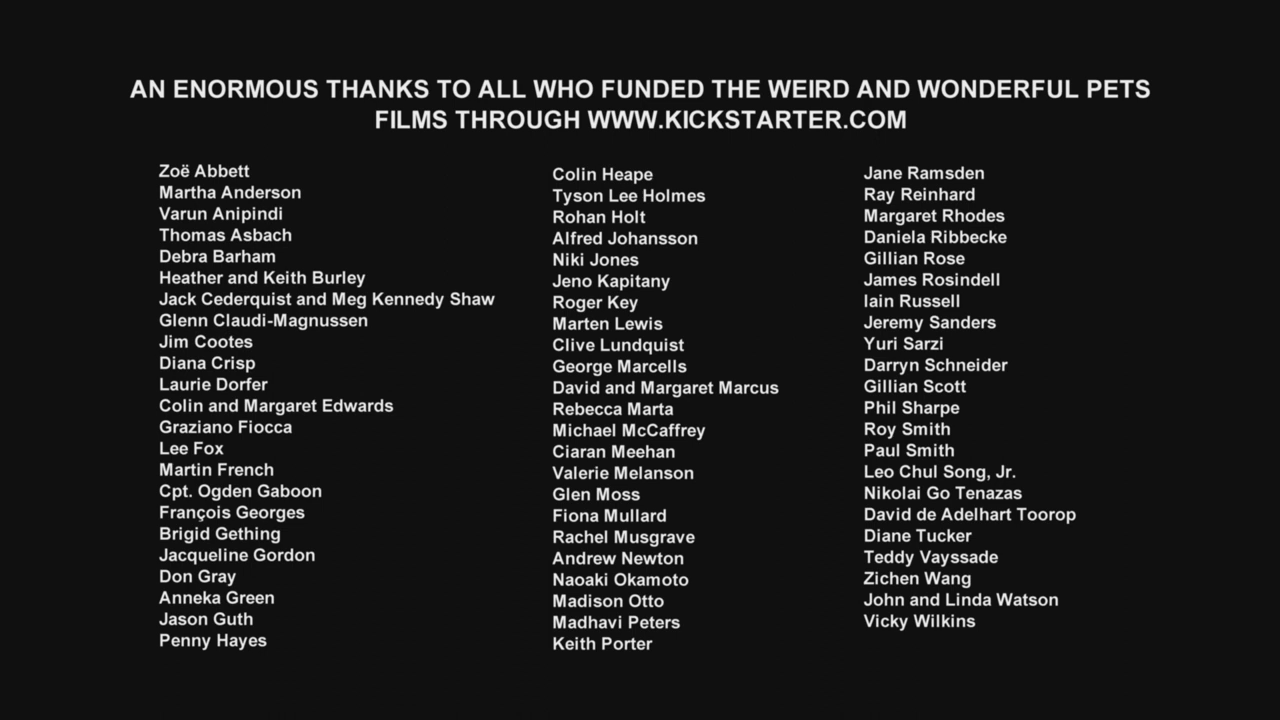 AN ENORMOUS THANKS TO ALL WHO FUNDED THE WEIRD AND WONDERFUL PETS
FILMS THROUGH WWW.KICKSTARTER.COM
Zoë Abbett
Martha Anderson
Varun Anipindi
Thomas Asbach
Debra Barham
Heather and Keith Burley
Jack Cederquist and Meg Kennedy Shaw
Glenn Claudi-Magnussen
Jim Cootes
Diana Crisp
Laurie Dorfer
Colin and Margaret Edwards
Graziano Fiocca
Lee Fox
Martin French
Cpt. Ogden Gaboon
François Georges
Brigid Gething
Jacqueline Gordon
Don Gray
Anneka Green
Jason Guth
Penny Hayes
Colin Heape
Tyson Lee Holmes
Rohan Holt
Alfred Johansson
Niki Jones
Jeno Kapitany
Roger Key
Marten Lewis
Clive Lundquist
George Marcells
David and Margaret Marcus
Rebecca Marta
Michael McCaffrey
Ciaran Meehan
Valerie Melanson
Glen Moss
Fiona Mullard
Rachel Musgrave
Andrew Newton
Naoaki Okamoto
Madison Otto
Madhavi Peters
Keith Porter
Jane Ramsden
Ray Reinhard
Margaret Rhodes
Daniela Ribbecke
Gillian Rose
James Rosindell
Iain Russell
Jeremy Sanders
Yuri Sarzi
Darryn Schneider
Gillian Scott
Phil Sharpe
Roy Smith
Paul Smith
Leo Chul Song, Jr.
Nikolai Go Tenazas
David de Adelhart Toorop
Diane Tucker
Teddy Vayssade
Zichen Wang
John and Linda Watson
Vicky Wilkins